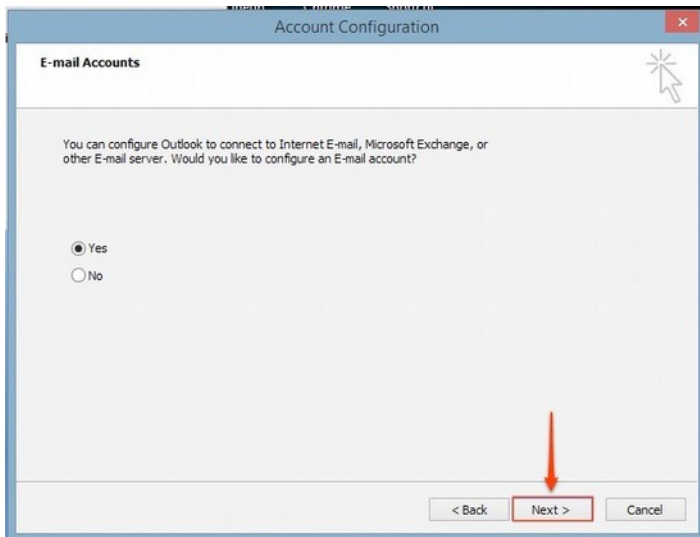 Account Configuration
E-mail Accounts
You can configure Outlook to connect to Internet E-mail, Microsoft Exchange, or
other E-mail server. Would you like to configure an E-mail account?
Yes
No
< Back Next > Cancel